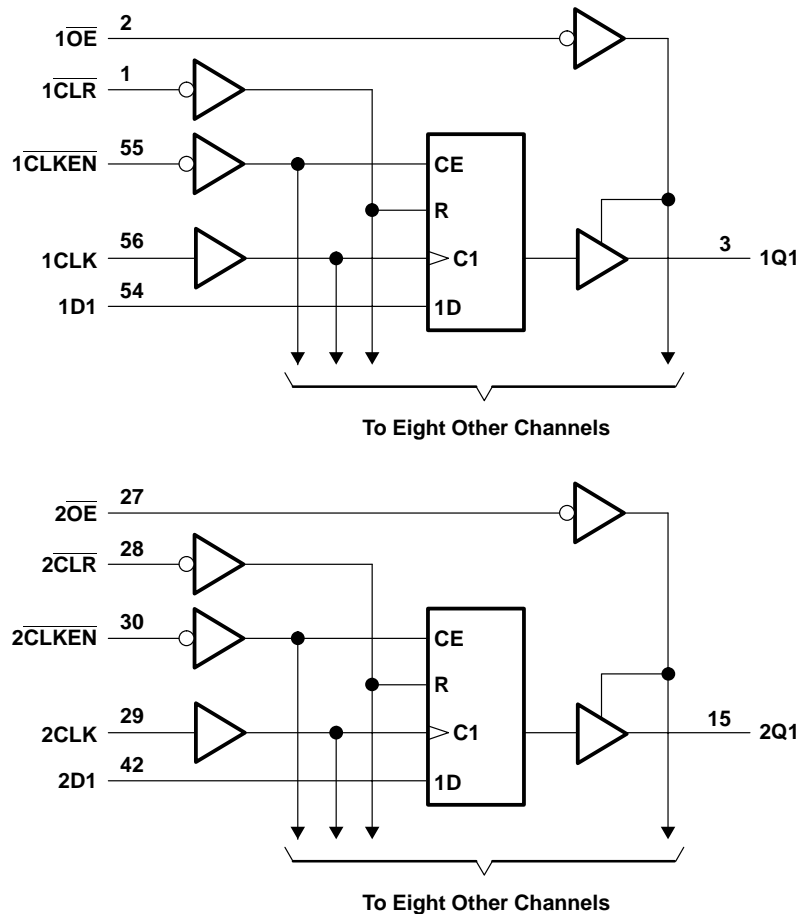 1OE 2
1CLR 1
1CLKEN 55
1CLK 56
1D1 54
CE
R
C1
1D
3 1Q1
To Eight Other Channels
2OE 27
2CLR 28
2CLKEN 30
2CLK 29
2D1 42
CE
R
C1
1D
15 2Q1
To Eight Other Channels